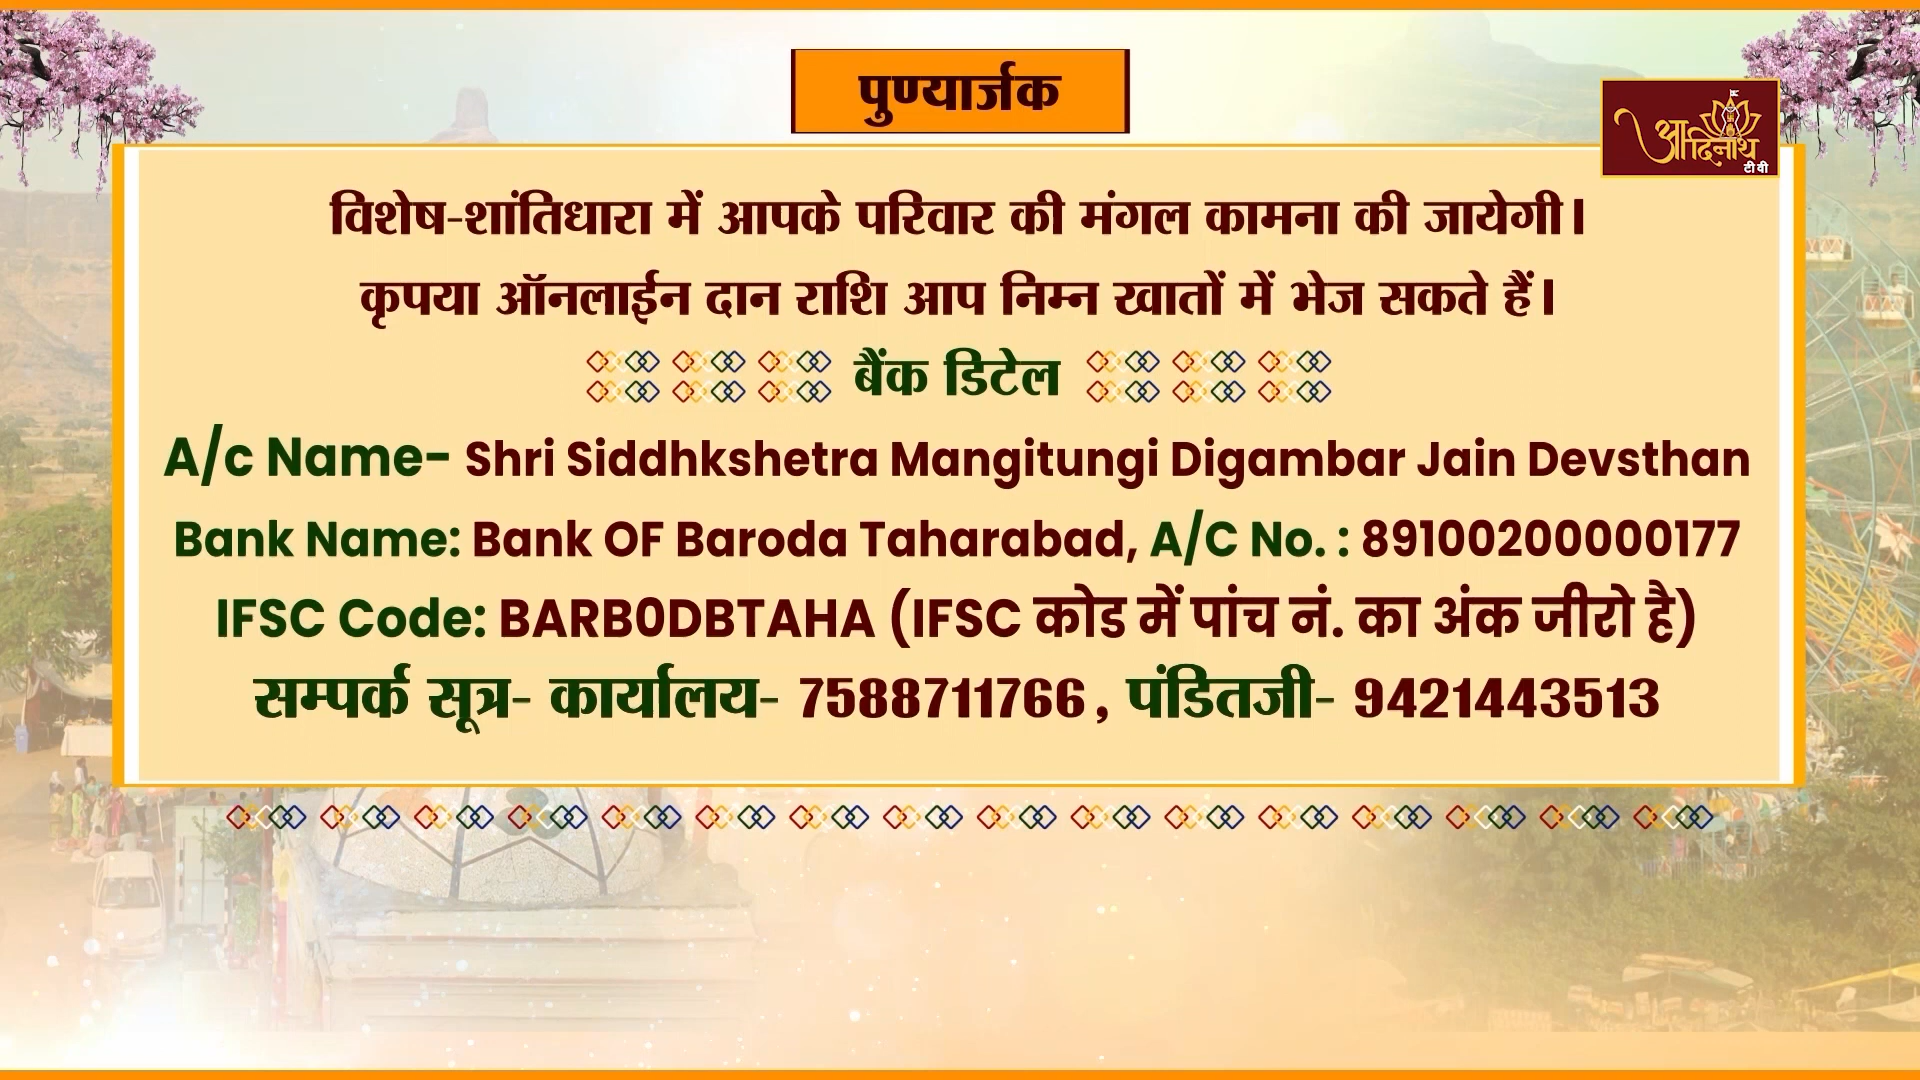 पुण्यार्जक
आदिनाथ
टीवी
विशेष-शांतिधारा में आपके परिवार की मंगल कामना की जायेगी।
कृपया ऑनलाईन दान राशि आप निम्न खातों में भेज सकते हैं।
बैंक डिटेल
A/c Name- Shri Siddhkshetra Mangitungi Digambar Jain Devsthan
Bank Name: Bank OF Baroda Taharabad, A/C No. : 89100200000177
IFSC Code: BARB0DBTAHA (IFSC कोड में पांच नं. का अंक जीरो है)
सम्पर्क सूत्र- कार्यालय- 7588711766, पंडितजी- 9421443513